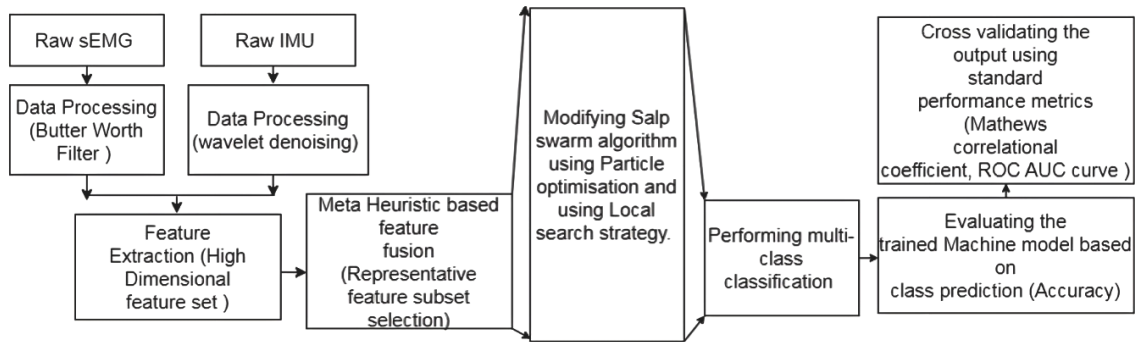 Raw sEMG
Raw IMU
Data Processing
(Butter Worth
Filter )
Data Processing
(wavelet denoising)
Feature
Extraction (High
Dimensional
feature set )
Meta Heuristic based
feature
fusion
(Representative
feature subset
selection)
Modifying Salp
swarm algorithm
using Particle
optimisation and
using Local
search strategy.
Performing multi-
class
classification
Evaluating the
trained Machine model based
on
class prediction (Accuracy)
Cross validating the
output using
standard
performance metrics
(Mathews
correlational
coefficient, ROC AUC curve )